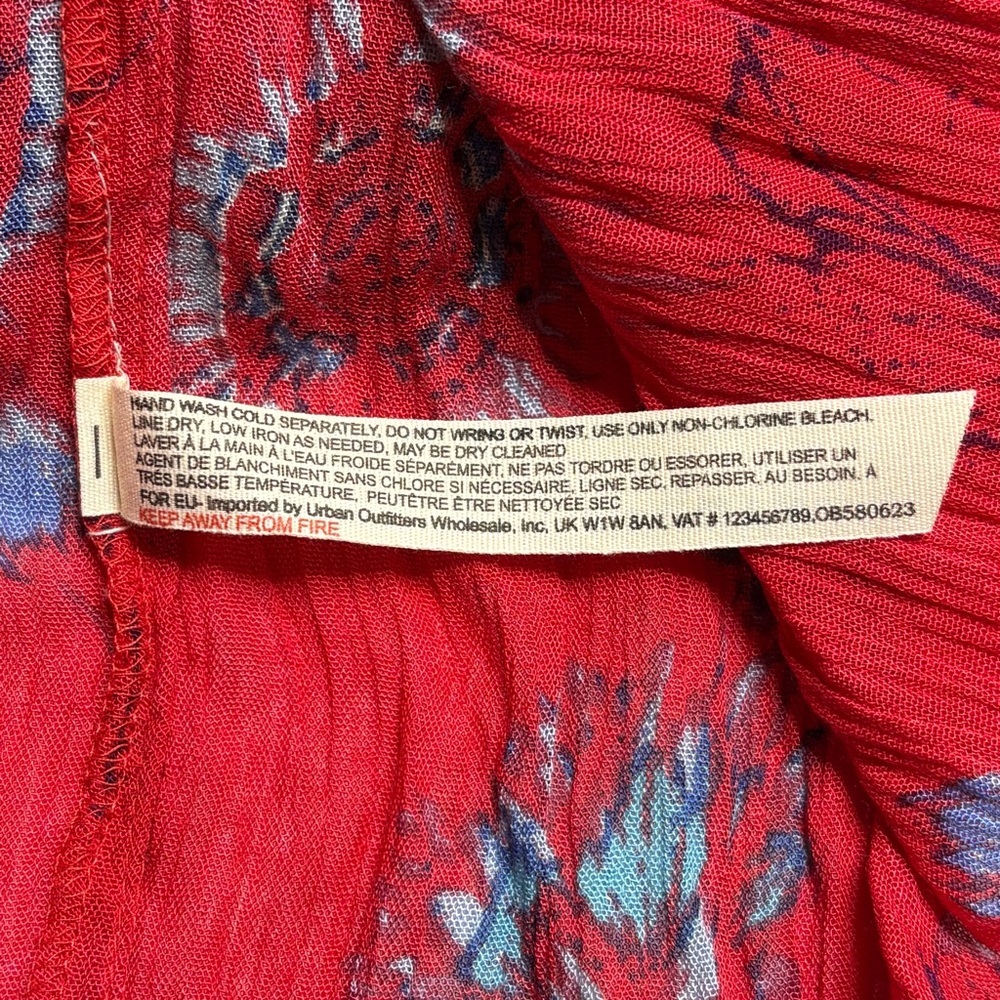 HAND WASH COLD SEPARATELY, DO NOT WRING OR TWIST, USE ONLY NON-CHLORINE BLEACH.
LINE DRY, LOW IRON AS NEEDED, MAY BE DRY CLEANED
LAVER À LA MAIN À L'EAU FROIDE SÉPARÉMENT. NE PAS TORDRE OU ESSORER, UTILISER UN
AGENT DE BLANCHIMENT SANS CHLORE SI NÉCESSAIRE, LIGNE SEC, REPASSER, AU BESOIN, À
TRÈS BASSE TEMPÉRATURE, PEUTÊTRE ÊTRE NETTOYÉE SEC
FOR EU- Imported by Urban Outfitters Wholesale, Inc, UK W1W 8AN. VAT # 123456789,OB580623
KEEP AWAY FROM FIRE